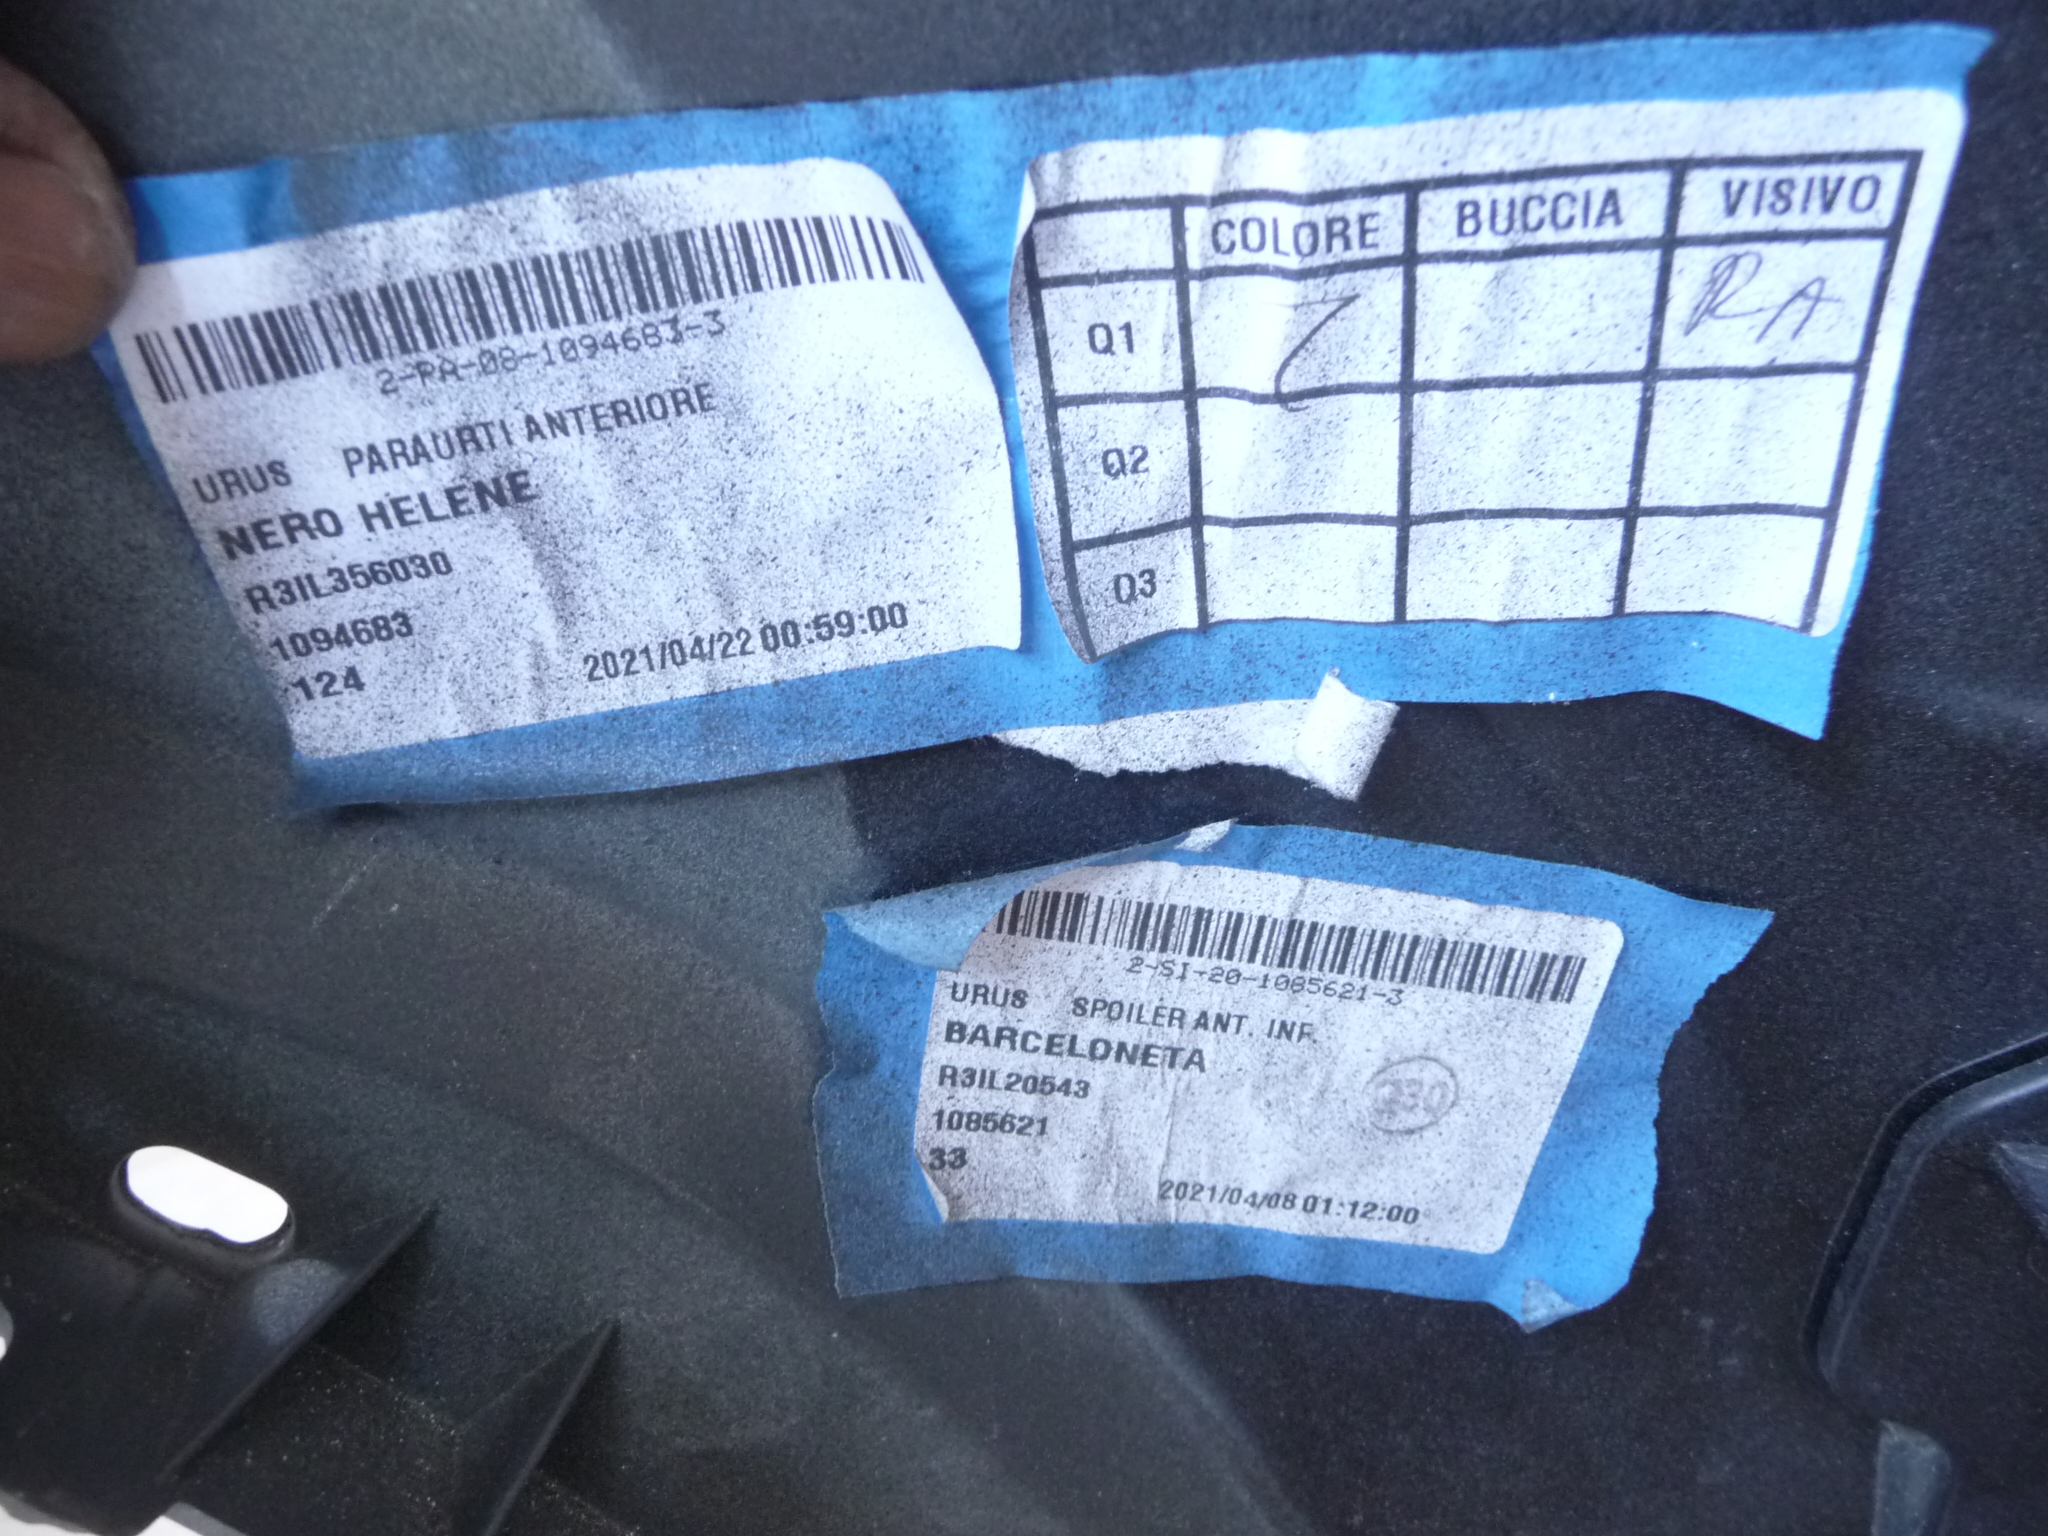 2-PA-08-1094683-3
URUS PARAURTI ANTERIORE
NERO HELENE
R3IL356030
1094683
124
2021/04/22 00:59:00
COLORE BUCCIA VISIVO
Q1 RA
Q2
Q3
2-SI-20-1085621-3
URUS SPOILER ANT. INF.
BARCELONETA
R3IL20543
1085621
33
2021/04/08 01:12:00